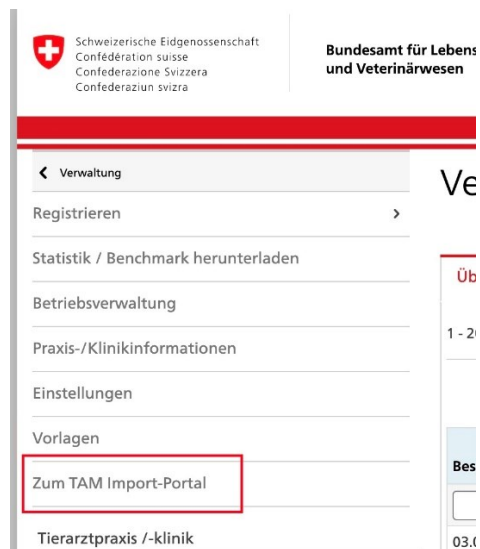 Schweizerische Eidgenossenschaft
Confédération suisse
Confederazione Svizzera
Confederaziun svizra
Bundesamt für Lebens
und Veterinärwesen
Verwaltung
Registrieren
Statistik / Benchmark herunterladen
Betriebsverwaltung
Praxis-/Klinikinformationen
Einstellungen
Vorlagen
Zum TAM Import-Portal
Tierarztpraxis /-klinik
Ve
Üb
1 - 2
Bes
03.